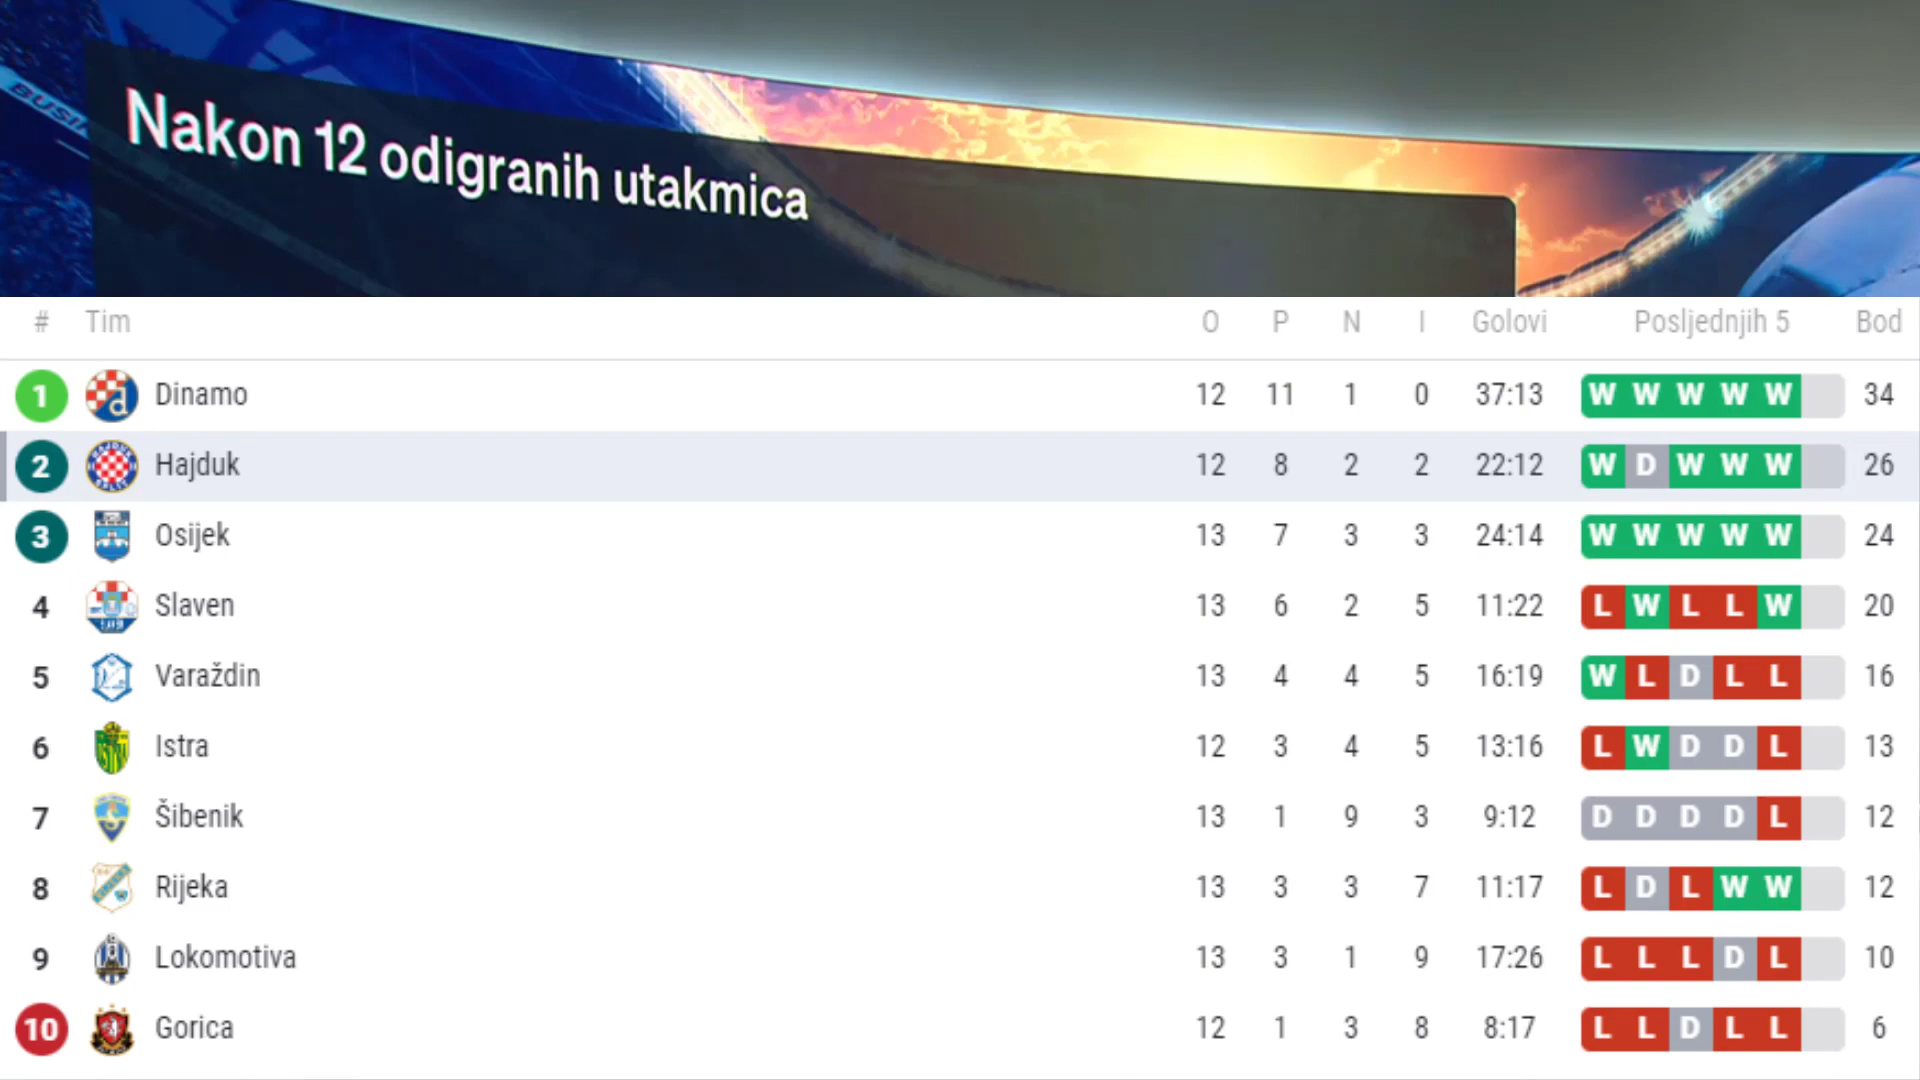 BUSI
Nakon 12 odigranih utakmica
# Tim O P N I Golovi Posljednjih 5 Bod
1 Dinamo 12 11 1 0 37:13 W W W W W 34
2 Hajduk 12 8 2 2 22:12 W D W W W 26
3 Osijek 13 7 3 3 24:14 W W W W W 24
4 Slaven 13 6 2 5 11:22 L W L L W 20
5 Varaždin 13 4 4 5 16:19 W L D L L 16
6 Istra 12 3 4 5 13:16 L W D D L 13
7 Šibenik 13 1 9 3 9:12 D D D D L 12
8 Rijeka 13 3 3 7 11:17 L D L W W 12
9 Lokomotiva 13 3 1 9 17:26 L L L D L 10
10 Gorica 12 1 3 8 8:17 L L D L L 6